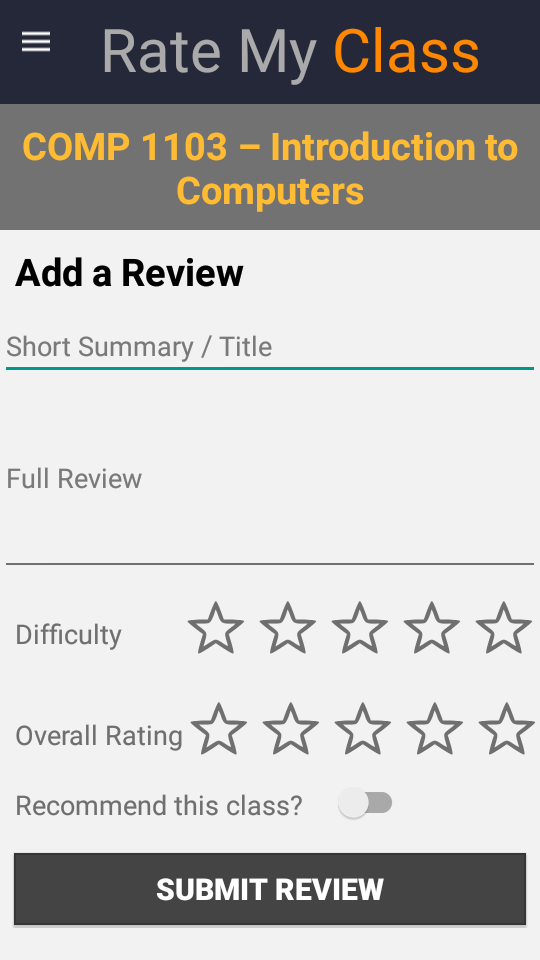 Rate My Class
COMP 1103 – Introduction to
Computers
Add a Review
Short Summary / Title
Full Review
Difficulty
Overall Rating
Recommend this class?
SUBMIT REVIEW